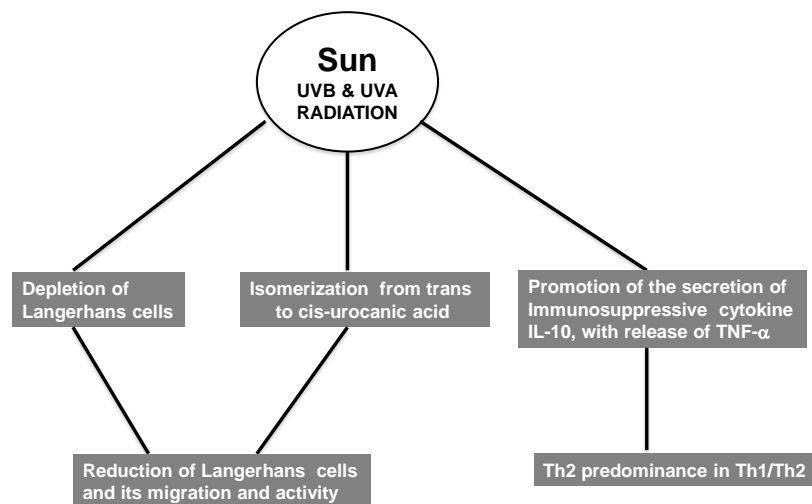 Sun
UVB & UVA
RADIATION
Depletion of
Langerhans cells
Isomerization from trans
to cis-urocanic acid
Promotion of the secretion of
Immunosuppressive cytokine
IL-10, with release of TNF-α
Reduction of Langerhans cells
and its migration and activity
Th2 predominance in Th1/Th2